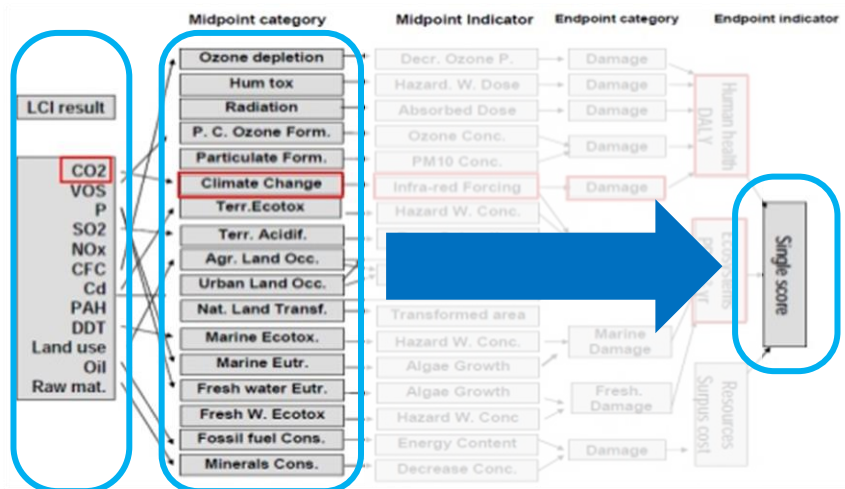 Midpoint category
Midpoint Indicator
Endpoint category
Endpoint indicator
LCI result
CO2
VOS
P
SO2
NOx
CFC
Cd
PAH
DDT
Land use
Oil
Raw mat.
Ozone depletion
Hum tox
Radiation
P. C. Ozone Form.
Particulate Form.
Climate Change
Terr.Ecotox
Terr. Acidif.
Agr. Land Occ.
Urban Land Occ.
Nat. Land Transf.
Marine Ecotox.
Marine Eutr.
Fresh water Eutr.
Fresh W. Ecotox
Fossil fuel Cons.
Minerals Cons.
Decr. Ozone P.
Hazard. W. Dose
Absorbed Dose
Ozone Conc.
PM10 Conc.
Infra-red Forcing
Hazard W. Conc.
Transformed area
Hazard W. Conc.
Algae Growth
Algae Growth
Hazard W. Conc
Energy Content
Decrease Conc.
Damage
Damage
Damage
Damage
Damage
Marine
Damage
Fresh.
Damage
Damage
Human health
DALY
Ecosystems
yr
Resources
Surpus cost
Single score